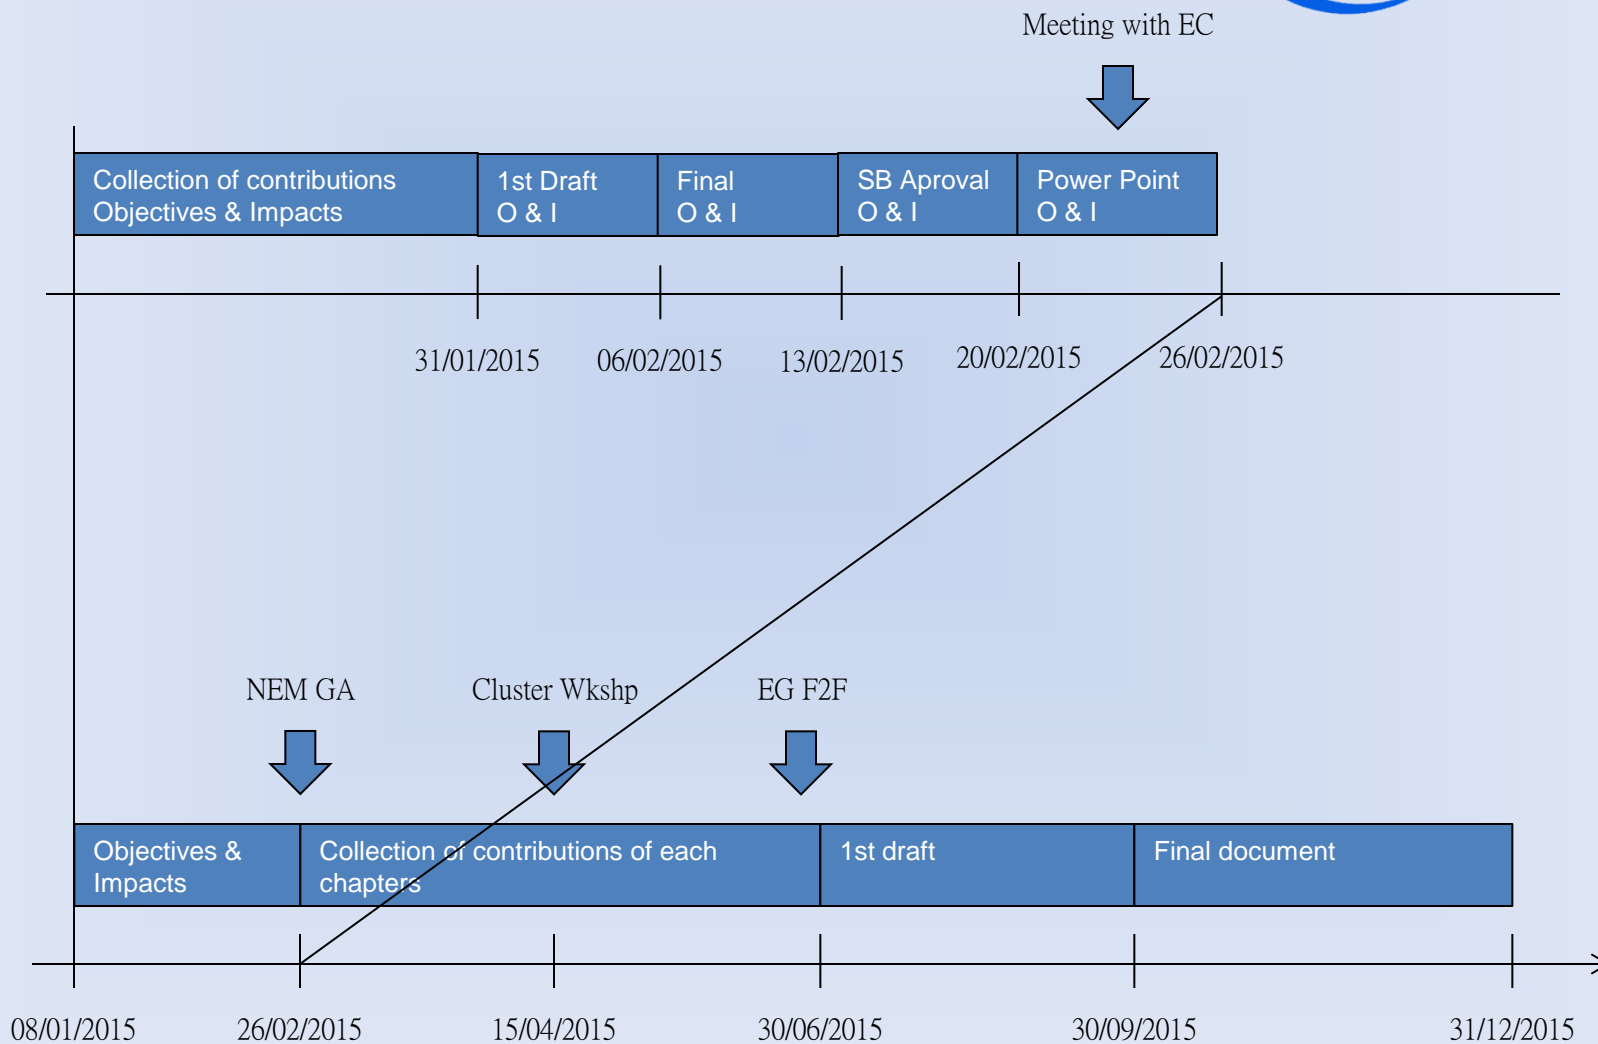 Meeting with EC
Collection of contributions
Objectives & Impacts
1st Draft
O & I
Final
O & I
SB Aproval
O & I
Power Point
O & I
31/01/2015
06/02/2015
13/02/2015
20/02/2015
26/02/2015
NEM GA
Cluster Wkshp
EG F2F
Objectives &
Impacts
Collection of contributions of each
chapters
1st draft
Final document
08/01/2015
26/02/2015
15/04/2015
30/06/2015
30/09/2015
31/12/2015